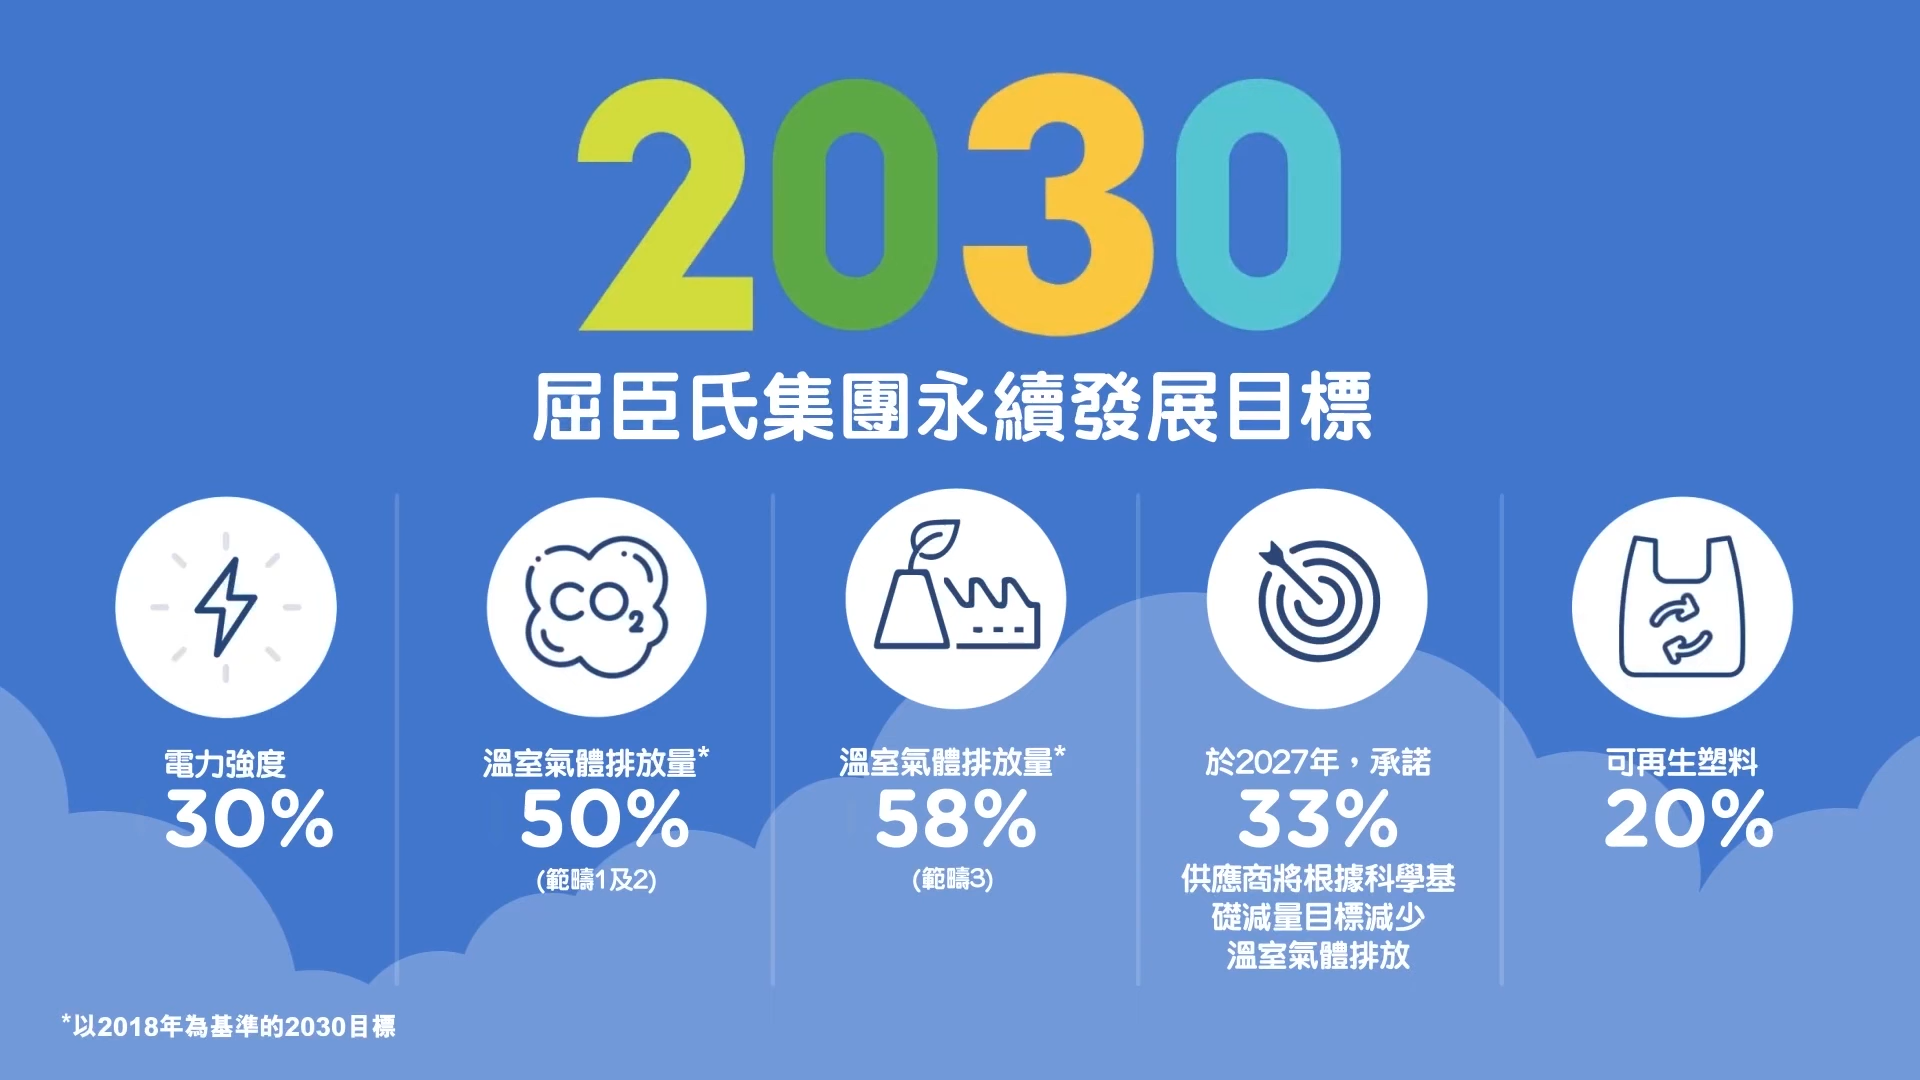 2030
屈臣氏集團永續發展目標
CO2
電力強度
30%
溫室氣體排放量*
50%
(範疇1及2)
溫室氣體排放量*
58%
(範疇3)
於2027年，承諾
33%
供應商將根據科學基
礎減量目標減少
溫室氣體排放
可再生塑料
20%
*以2018年為基準的2030目標